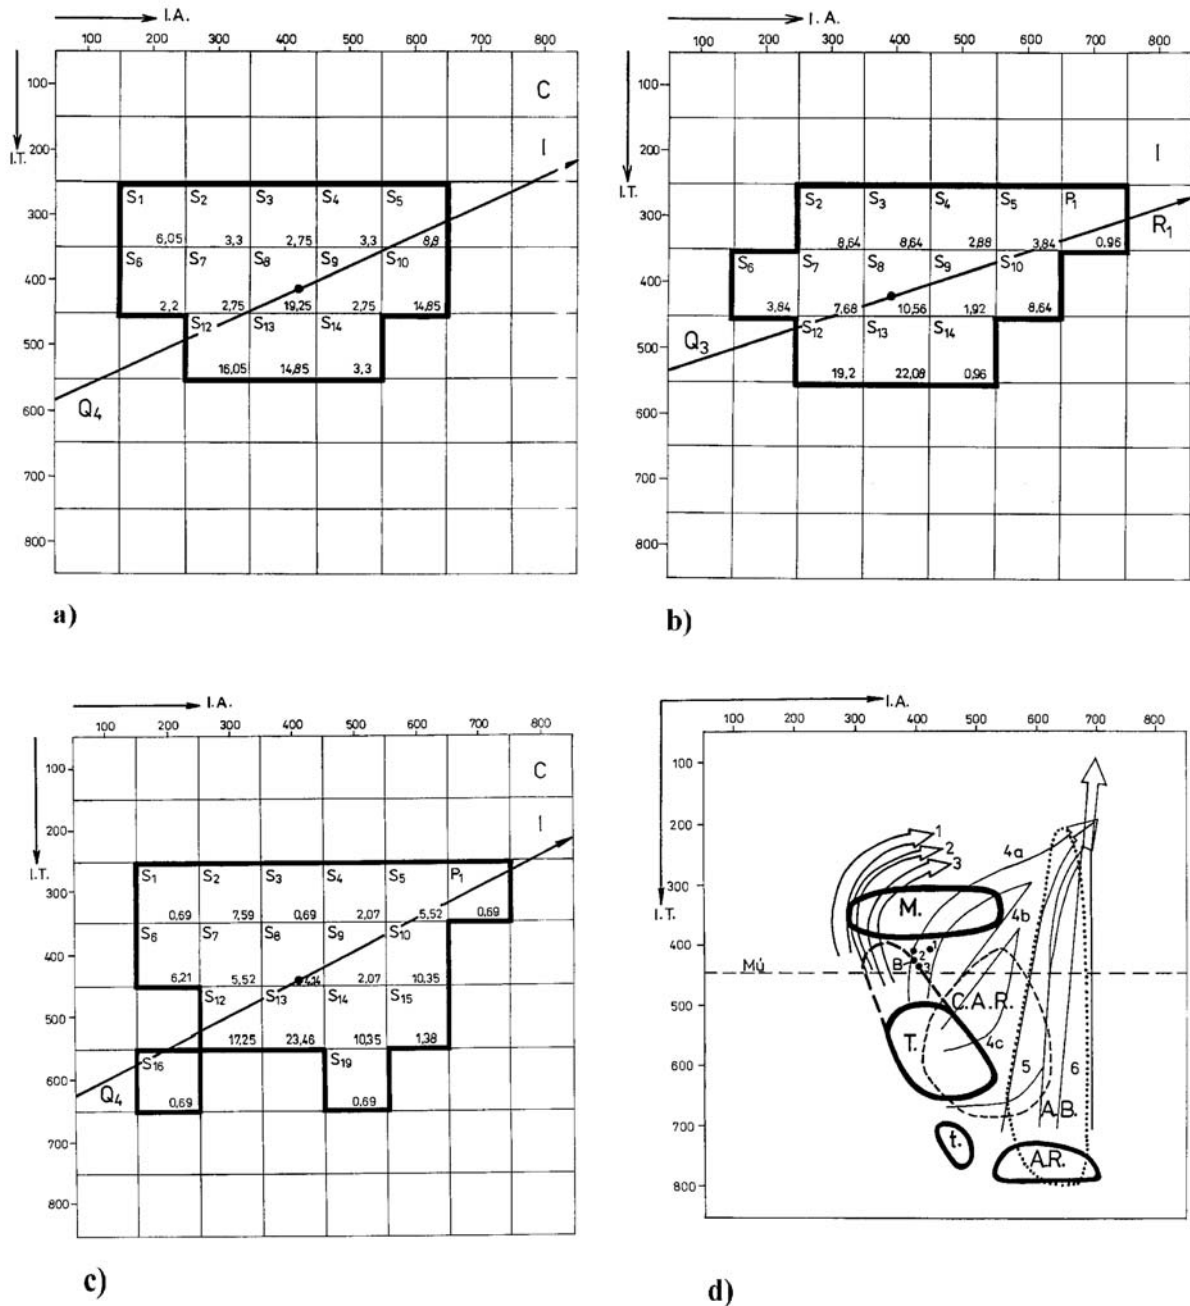 I.A.
100 200 300 400 500 600 700 800
I.T.
100
200
300
400
500
600
700
800
C
I
S1 S2 S3 S4 S5
6,05 3,3 2,75 3,3 8,8
S6 S7 S8 S9 S10
2,2 2,75 19,25 2,75 14,85
S12 S13 S14
16,05 14,85 3,3
Q4
a)
I.A.
100 200 300 400 500 600 700 800
I.T.
100
200
300
400
500
600
700
800
I
R1
S2 S3 S4 S5 P1
8,64 8,64 2,88 3,84 0,96
S6 S7 S8 S9 S10
3,84 7,68 10,56 1,92 8,64
S12 S13 S14
19,2 22,08 0,96
Q3
b)
I.A.
100 200 300 400 500 600 700 800
I.T.
100
200
300
400
500
600
700
800
C
I
S1 S2 S3 S4 S5 P1
0,69 7,59 0,69 2,07 5,52 0,69
S6 S7 S8 S9 S10
6,21 5,52 4,14 2,07 10,35
S12 S13 S14 S15
17,25 23,46 10,35 1,38
S16 S19
0,69 0,69
Q4
c)
I.A.
100 200 300 400 500 600 700 800
I.T.
100
200
300
400
500
600
700
800
1
2
3
4a
4b
4c
M.
B
1
2
3
Mú
C.A.R.
T.
5
6
A.B.
t.
A.R.
d)